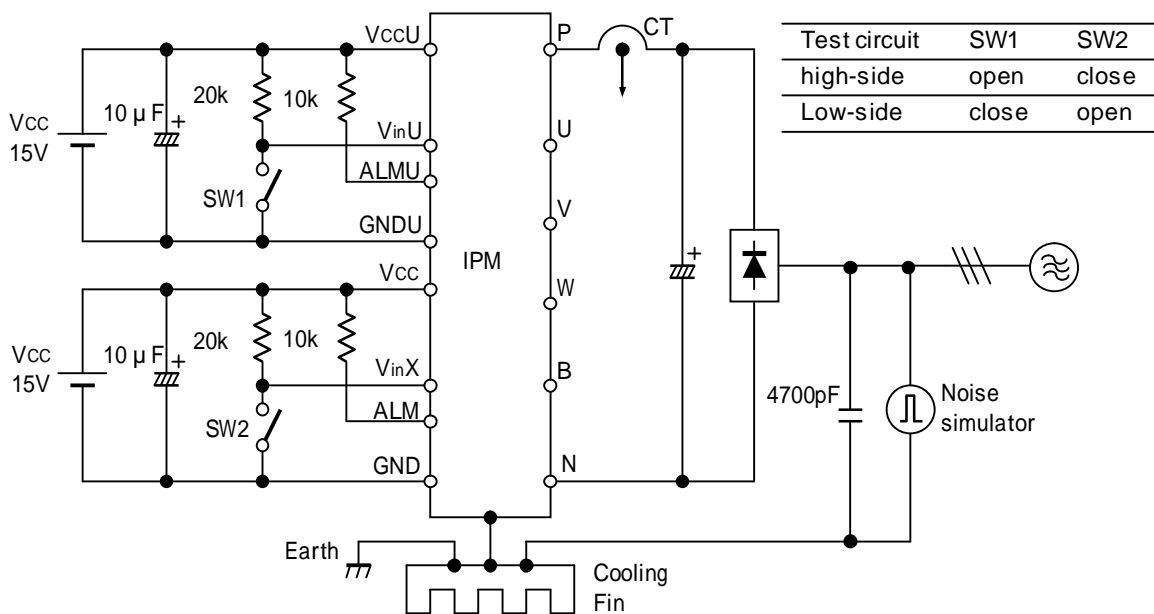 VccU
P
CT
Test circuit SW1 SW2
high-side open close
Low-side close open
10 μF
+
20k
10k
Vcc
15V
VinU
ALMU
SW1
GNDU
U
V
IPM
Vcc
W
+
10 μF
+
20k
10k
Vcc
15V
VinX
ALM
SW2
GND
B
N
4700pF
Noise
simulator
Earth
Cooling
Fin